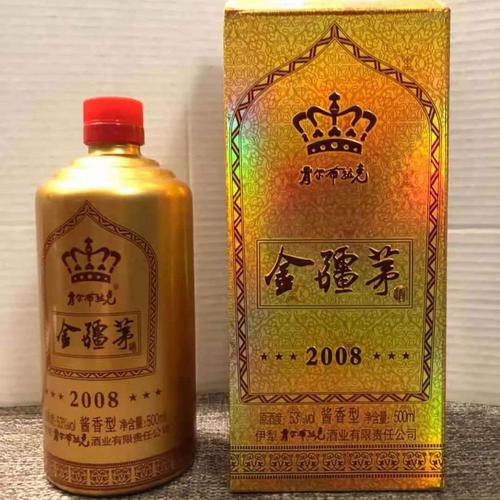 肖尔布拉克
金疆茅
★★★ 2008 ★★★
53%vol 酱香型 净含量:500ml
肖尔布拉克酒业有限责任公司
肖尔布拉克
金疆茅
★★★ 2008 ★★★
原酒度: 53%vol 酱香型 净含量:500ml
伊犁肖尔布拉克酒业有限责任公司